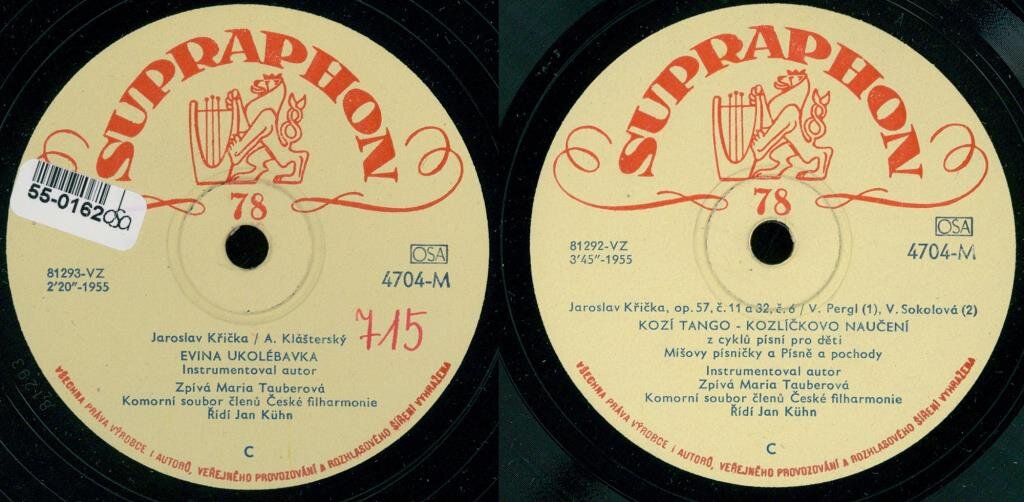 SUPRAPHON
78
55-0162
OSA
OSA
81293-VZ
2'20"-1955
4704-M
715
Jaroslav Křička / A. Klášterský
EVINA UKOLÉBAVKA
Instrumentoval autor
Zpívá Maria Tauberová
Komorní soubor členů České filharmonie
Řídí Jan Kühn
C
VŠECHNA PRÁVA VÝROBCE I AUTORŮ, VEŘEJNÉHO PROVOZOVÁNÍ A ROZHLASOVÉHO ŠÍŘENÍ VYHRAŽENA
81293
SUPRAPHON
78
OSA
81292-VZ
3'45"-1955
4704-M
Jaroslav Křička, op. 57, č. 11 a 32, č. 6 / V. Pergl (1), V. Sokolová (2)
KOZÍ TANGO - KOZLÍČKOVO NAUČENÍ
z cyklů písní pro děti
Míšovy písničky a Písně a pochody
Instrumentoval autor
Zpívá Maria Tauberová
Komorní soubor členů České filharmonie
Řídí Jan Kühn
C
VŠECHNA PRÁVA VÝROBCE I AUTORŮ, VEŘEJNÉHO PROVOZOVÁNÍ A ROZHLASOVÉHO ŠÍŘENÍ VYHRAŽENA